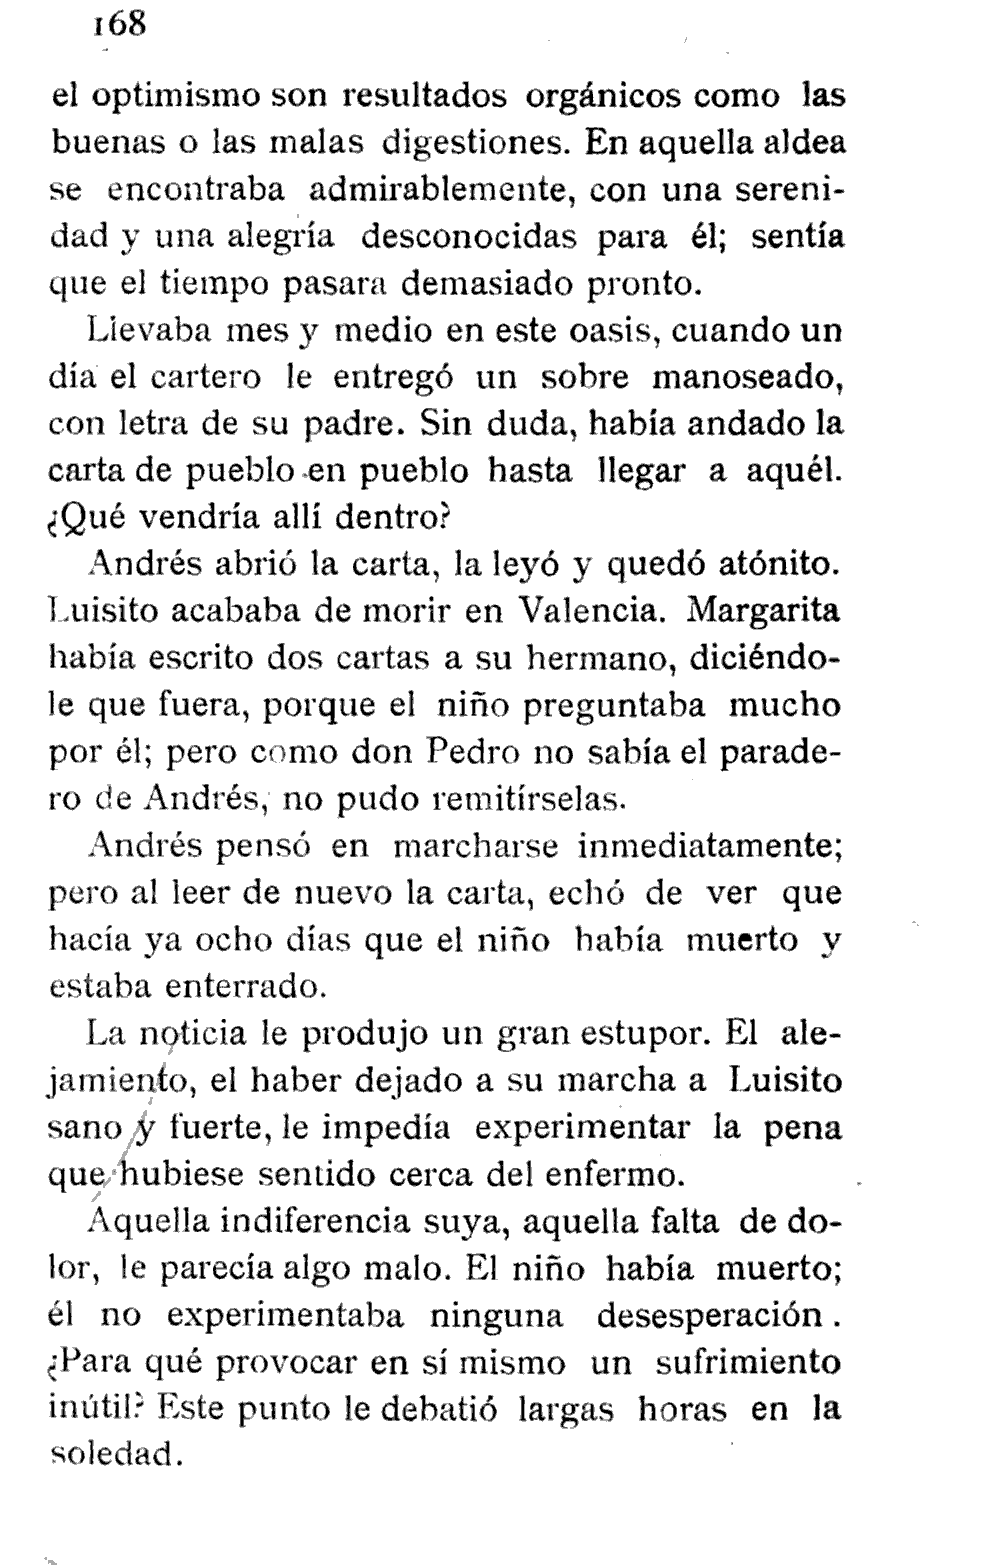 168
el optimismo son resultados orgánicos como las
buenas o las malas digestiones. En aquella aldea
se encontraba admirablemente, con una sereni-
dad y una alegría desconocidas para él; sentía
que el tiempo pasara demasiado pronto.
Llevaba mes y medio en este oasis, cuando un
día el cartero le entregó un sobre manoseado,
con letra de su padre. Sin duda, había andado la
carta de pueblo en pueblo hasta llegar a aquél.
¿Qué vendría allí dentro?
Andrés abrió la carta, la leyó y quedó atónito.
Luisito acababa de morir en Valencia. Margarita
había escrito dos cartas a su hermano, diciéndo-
le que fuera, porque el niño preguntaba mucho
por él; pero como don Pedro no sabía el parade-
ro de Andrés, no pudo remitírselas.
Andrés pensó en marcharse inmediatamente;
pero al leer de nuevo la carta, echó de ver que
hacía ya ocho días que el niño había muerto y
estaba enterrado.
La noticia le produjo un gran estupor. El ale-
jamiento, el haber dejado a su marcha a Luisito
sano y fuerte, le impedía experimentar la pena
que hubiese sentido cerca del enfermo.
Aquella indiferencia suya, aquella falta de do-
lor, le parecía algo malo. El niño había muerto;
él no experimentaba ninguna desesperación.
¿Para qué provocar en sí mismo un sufrimiento
inútil? Este punto le debatió largas horas en la
soledad.